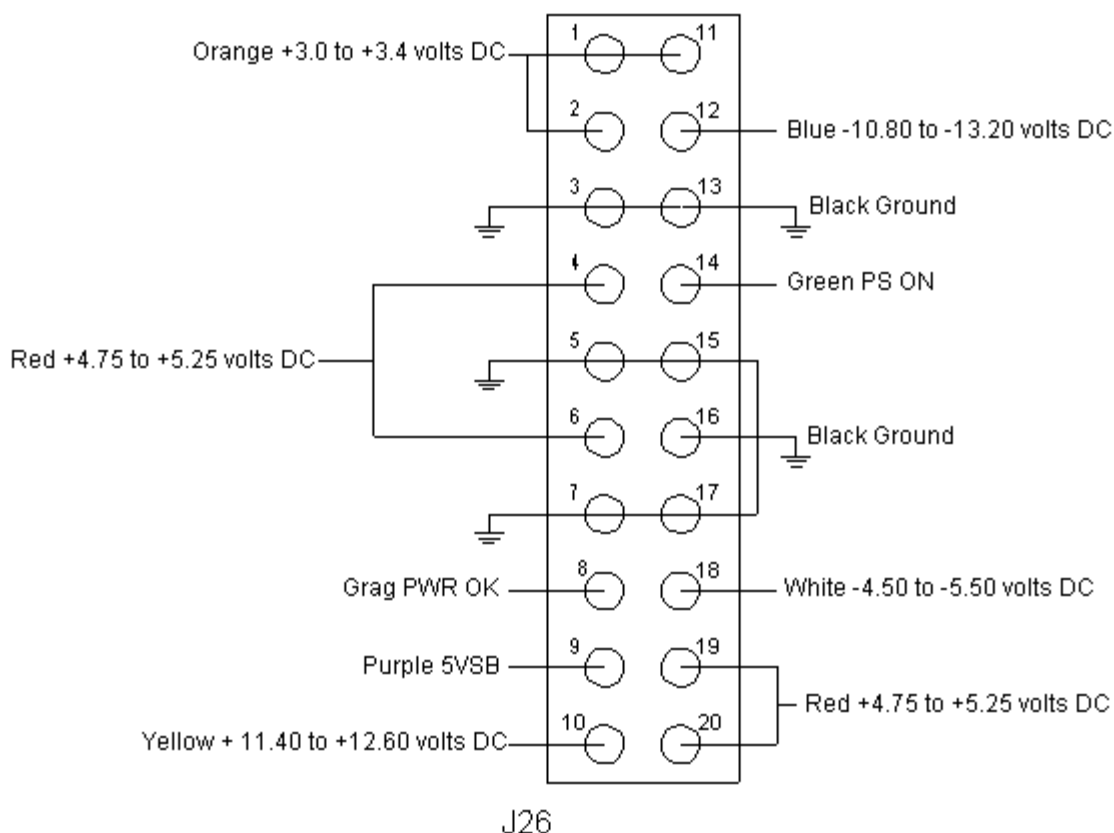 1 11
Orange +3.0 to +3.4 volts DC
2 12
Blue -10.80 to -13.20 volts DC
3 13
Black Ground
4 14
Green PS ON
Red +4.75 to +5.25 volts DC
5 15
6 16
Black Ground
7 17
Grag PWR OK
8 18
White -4.50 to -5.50 volts DC
Purple 5VSB
9 19
Red +4.75 to +5.25 volts DC
Yellow + 11.40 to +12.60 volts DC
10 20
J26